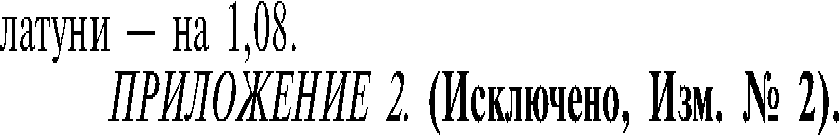 латуни — на 1,08.
ПРИЛОЖЕНИЕ 2. (Исключено, Изм. № 2).